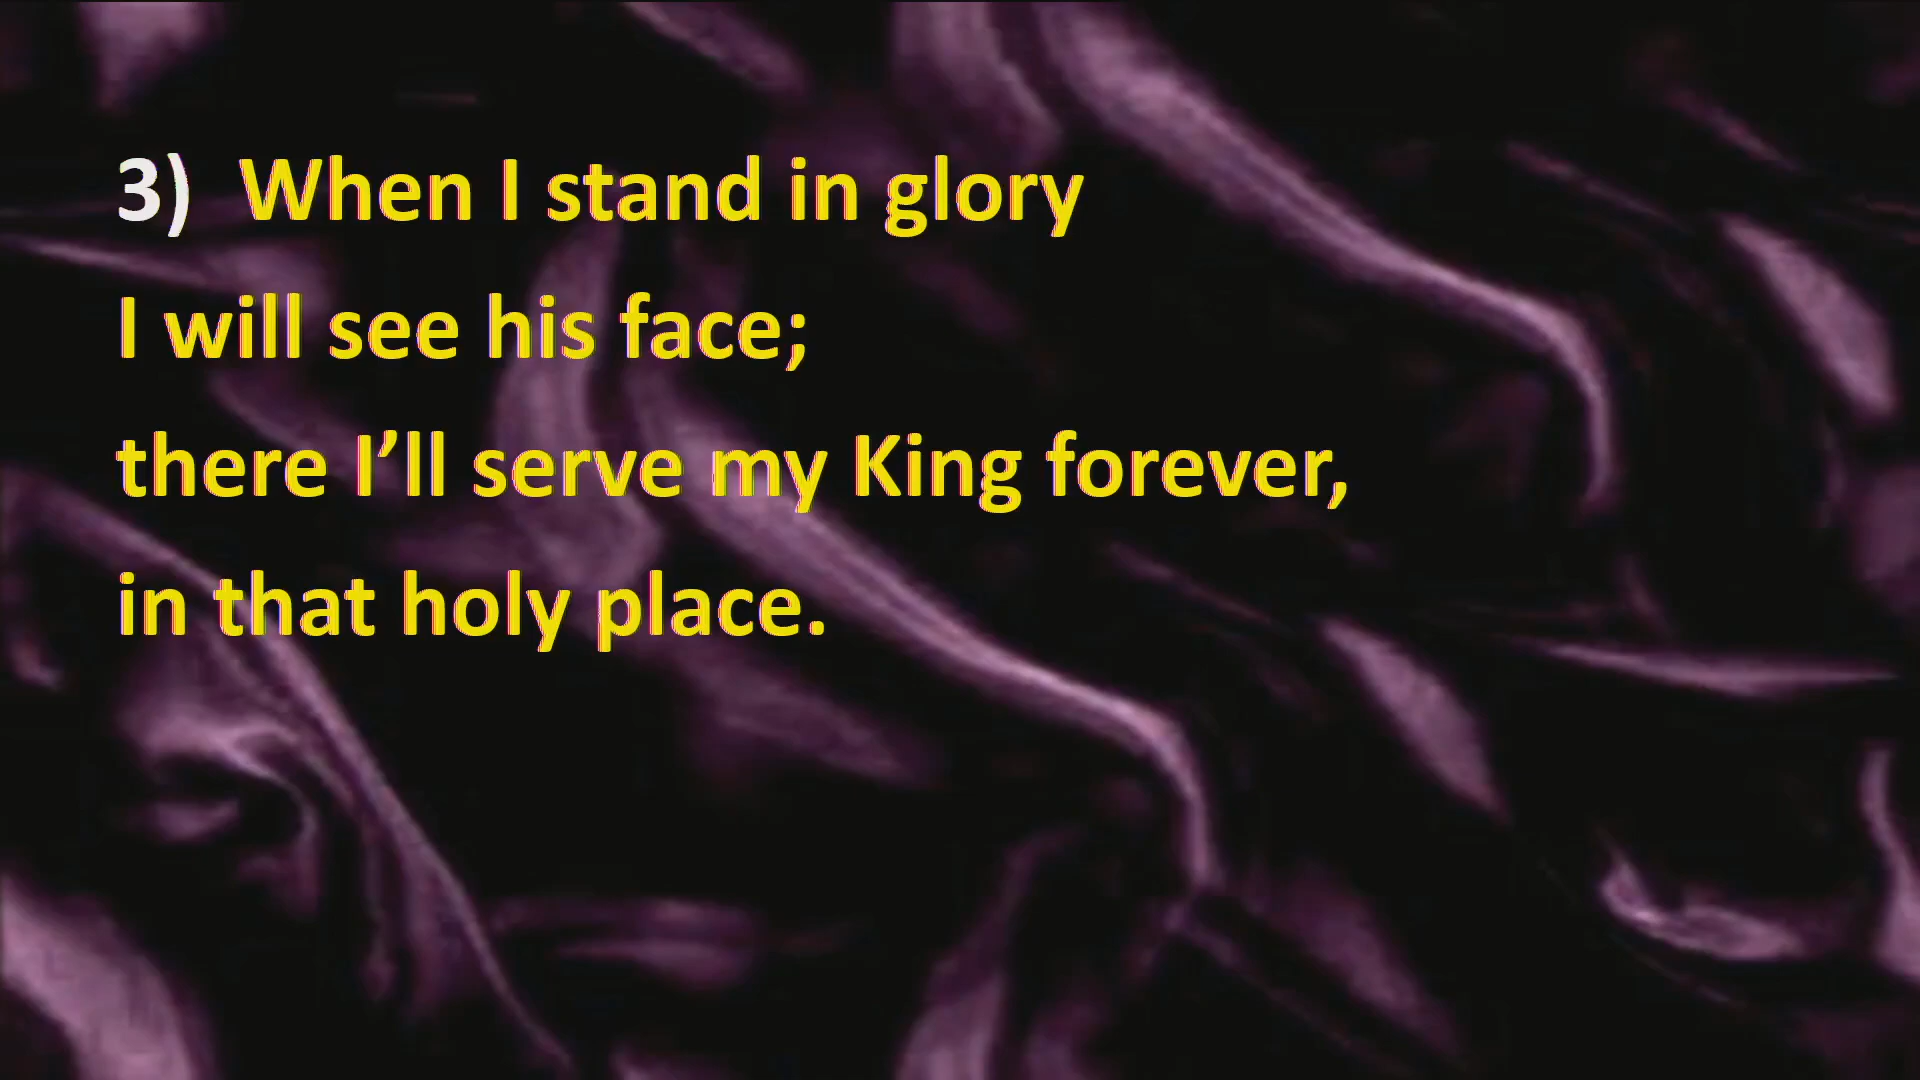 3) When I stand in glory
I will see his face;
there I’ll serve my King forever,
in that holy place.